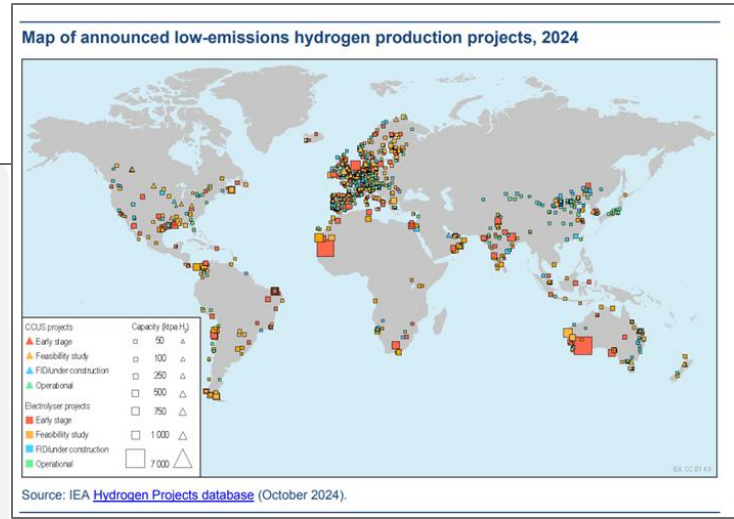 Map of announced low-emissions hydrogen production projects, 2024
CCUS projects
Early stage
Feasibility study
FID/under construction
Operational
Electrolyser projects
Early stage
Feasibility study
FID/under construction
Operational
Capacity (ktpa H₂)
50
100
250
500
750
1 000
7 000
IEA. CC BY 4.0
Source: IEA Hydrogen Projects database (October 2024).